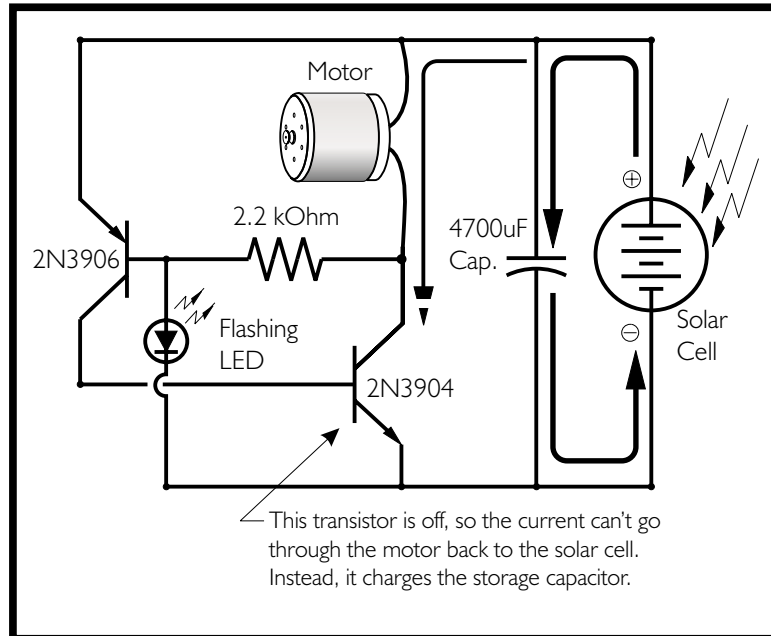 Motor
2.2 kOhm
4700uF
Cap.
2N3906
Flashing
LED
Solar
Cell
2N3904
This transistor is off, so the current can't go
through the motor back to the solar cell.
Instead, it charges the storage capacitor.